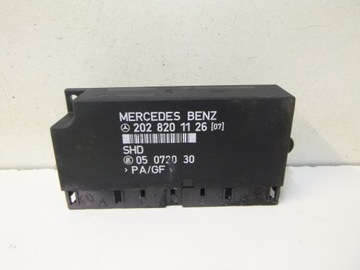 MERCEDES BENZ
202 820 11 26 [07]
SHD
05 0720 30
> PA/GF